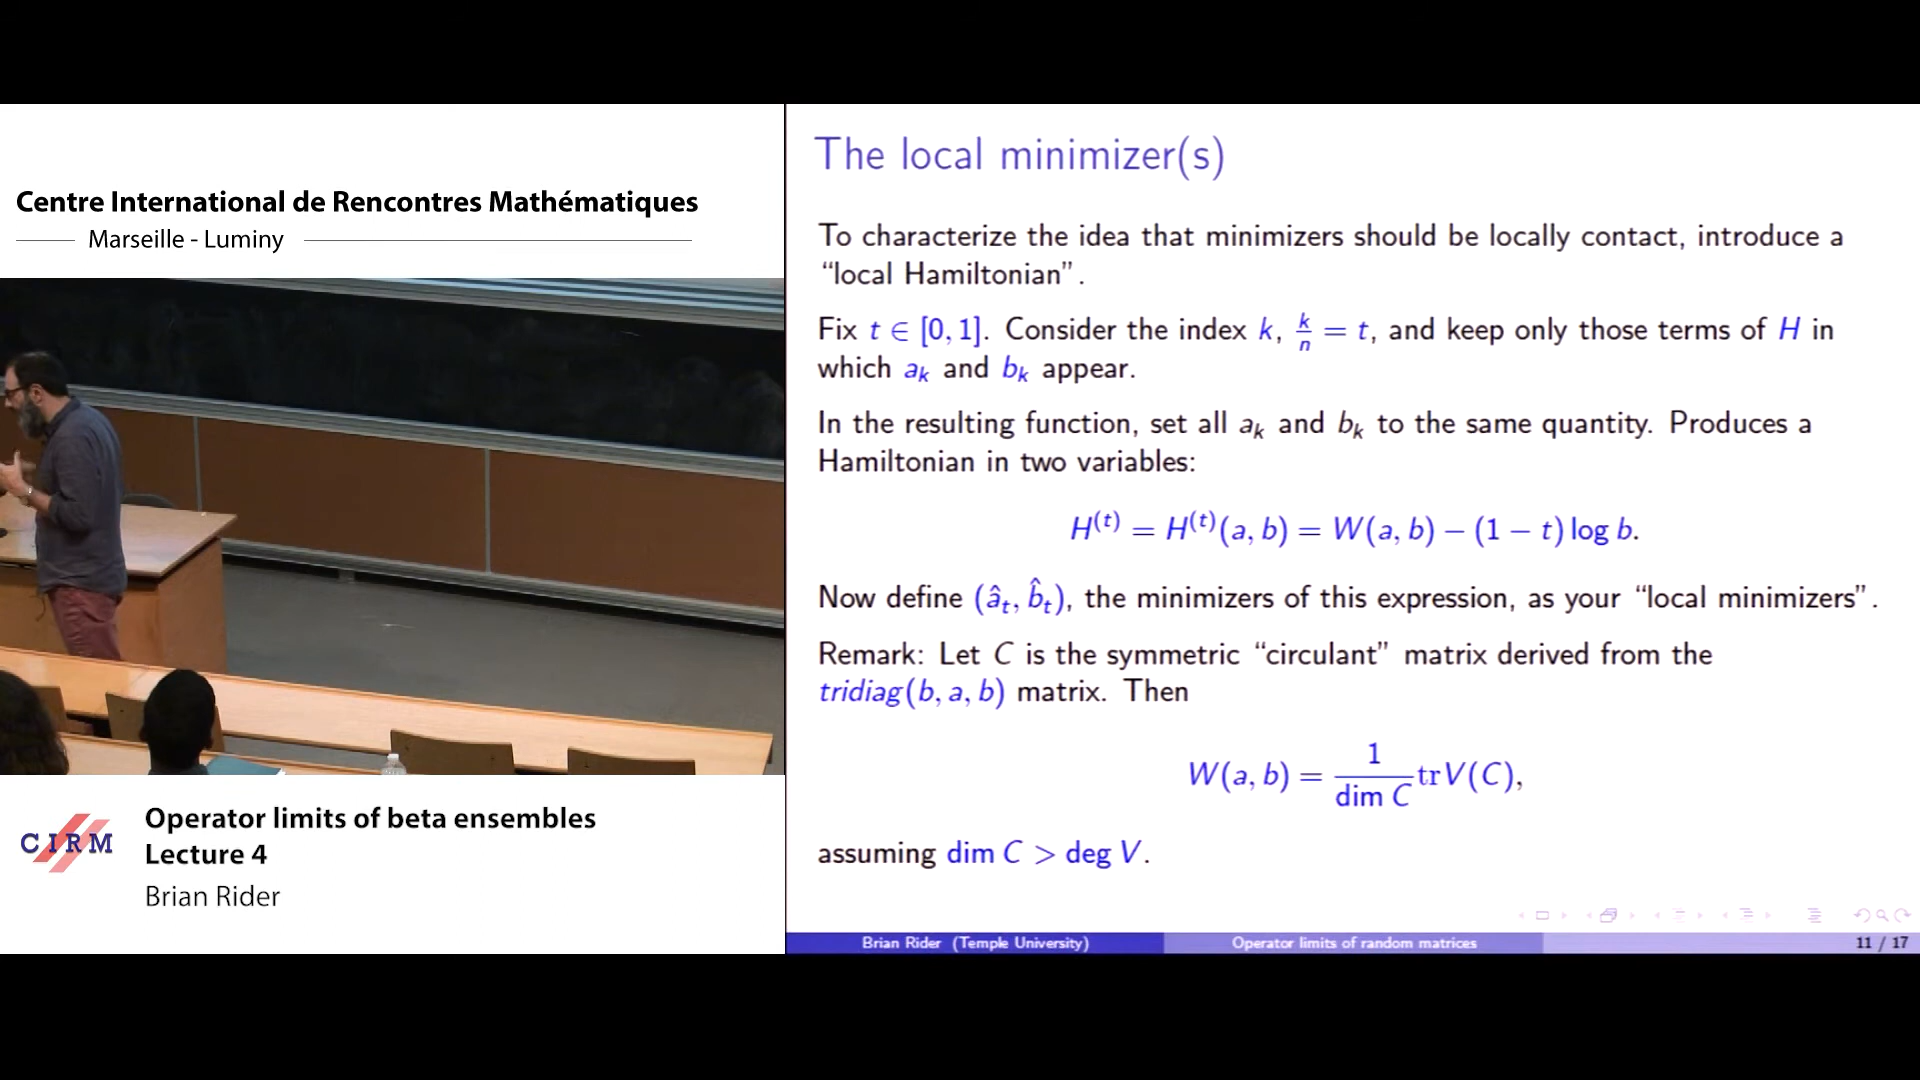 Centre International de Rencontres Mathématiques
Marseille - Luminy
CIRM
Operator limits of beta ensembles
Lecture 4
Brian Rider
The local minimizer(s)
To characterize the idea that minimizers should be locally contact, introduce a
“local Hamiltonian”.
Fix t ∈ [0, 1]. Consider the index k, k/n = t, and keep only those terms of H in
which a_k and b_k appear.
In the resulting function, set all a_k and b_k to the same quantity. Produces a
Hamiltonian in two variables:
H^(t) = H^(t)(a, b) = W(a, b) − (1 − t) log b.
Now define (â_t, b̂_t), the minimizers of this expression, as your “local minimizers”.
Remark: Let C is the symmetric “circulant” matrix derived from the
tridiag(b, a, b) matrix. Then
W(a, b) = 1/dim C tr V(C),
assuming dim C > deg V.
Brian Rider (Temple University)
Operator limits of random matrices
11 / 17